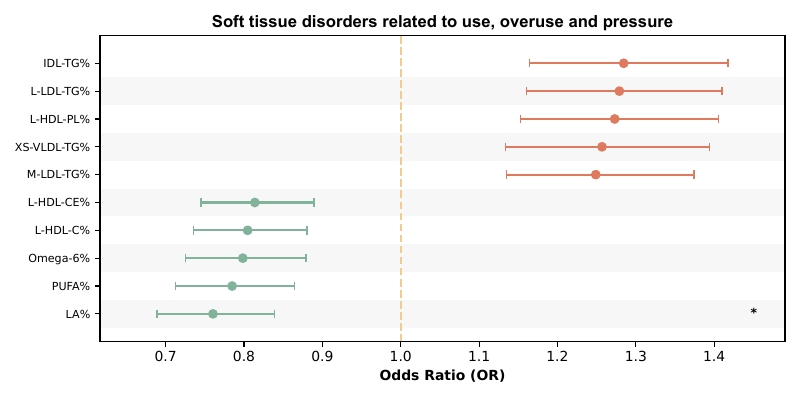 Soft tissue disorders related to use, overuse and pressure
IDL-TG%
L-LDL-TG%
L-HDL-PL%
XS-VLDL-TG%
M-LDL-TG%
L-HDL-CE%
L-HDL-C%
Omega-6%
PUFA%
LA%
*
0.7 0.8 0.9 1.0 1.1 1.2 1.3 1.4
Odds Ratio (OR)